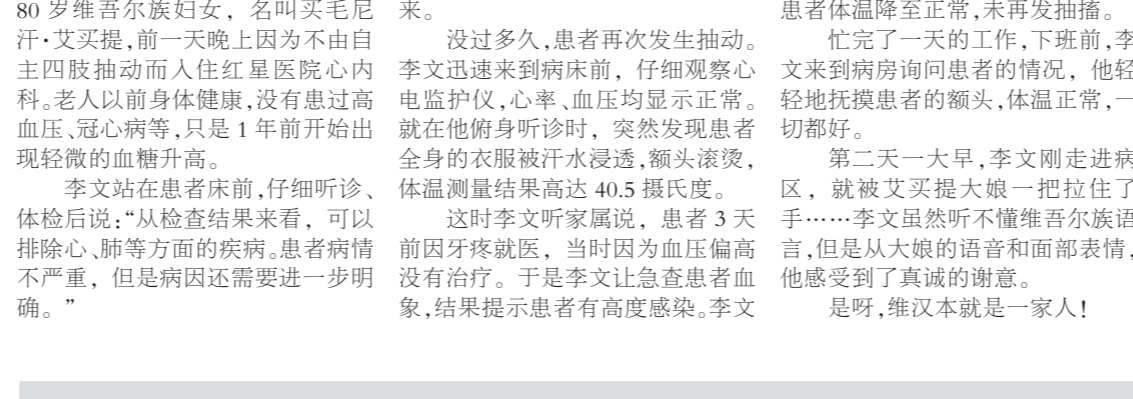 80 岁维吾尔族妇女，名叫买毛尼
汗·艾买提,前一天晚上因为不由自
主四肢抽动而入住红星医院心内
科。老人以前身体健康,没有患过高
血压、冠心病等,只是 1 年前开始出
现轻微的血糖升高。
李文站在患者床前,仔细听诊、
体检后说:“从检查结果来看，可以
排除心、肺等方面的疾病。患者病情
不严重，但是病因还需要进一步明
确。”
来。
没过多久,患者再次发生抽动。
李文迅速来到病床前，仔细观察心
电监护仪,心率、血压均显示正常。
就在他俯身听诊时，突然发现患者
全身的衣服被汗水浸透,额头滚烫,
体温测量结果高达 40.5 摄氏度。
这时李文听家属说，患者 3 天
前因牙疼就医，当时因为血压偏高
没有治疗。于是李文让急查患者血
象,结果提示患者有高度感染。李文
患者体温降至正常,未再发抽搐。
忙完了一天的工作,下班前,李
文来到病房询问患者的情况，他轻
轻地抚摸患者的额头,体温正常,一
切都好。
第二天一大早,李文刚走进病
区，就被艾买提大娘一把拉住了
手……李文虽然听不懂维吾尔族语
言,但是从大娘的语音和面部表情,
他感受到了真诚的谢意。
是呀,维汉本就是一家人!